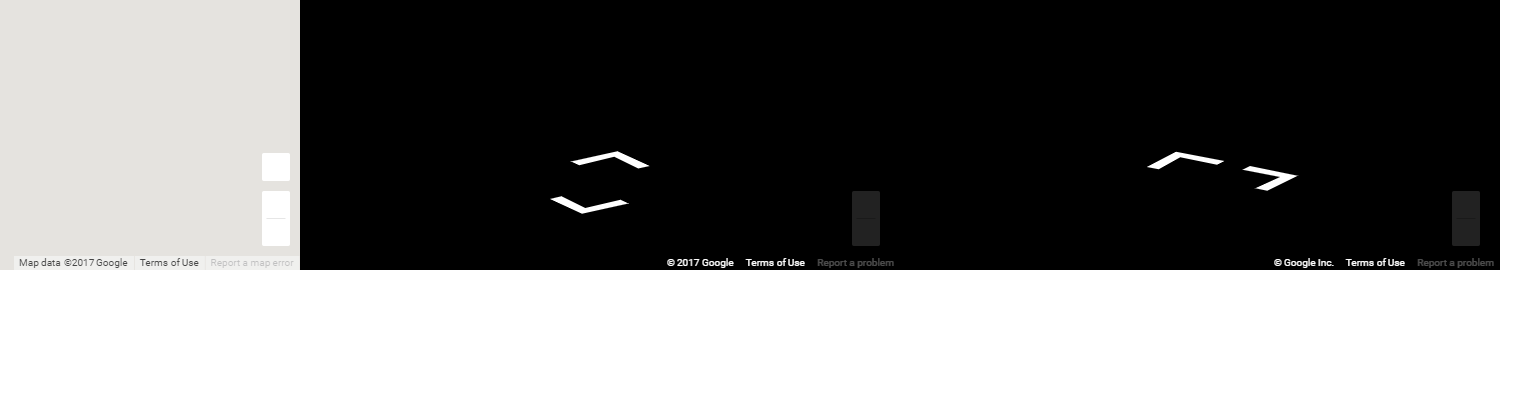 Map data ©2017 Google Terms of Use Report a map error
© 2017 Google Terms of Use Report a problem
© Google Inc. Terms of Use Report a problem